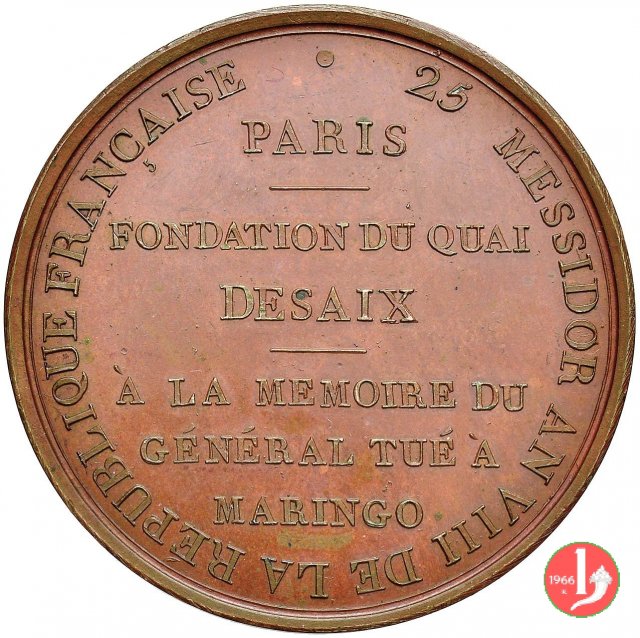 25 MESSIDOR AN VIII DE LA REPUBLIQUE FRANÇAISE
PARIS
FONDATION DU QUAI
DESAIX
À LA MEMOIRE DU
GÉNÉRAL TUÉ A
MARINGO
1966